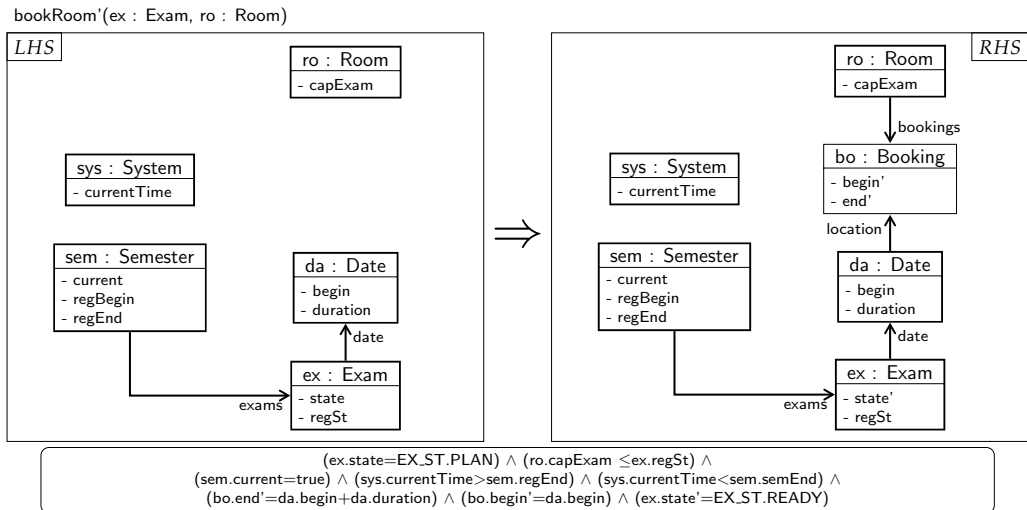 bookRoom'(ex : Exam, ro : Room)
LHS
ro : Room
- capExam
sys : System
- currentTime
sem : Semester
- current
- regBegin
- regEnd
da : Date
- begin
- duration
date
ex : Exam
- state
- regSt
exams
⇒
RHS
ro : Room
- capExam
bookings
bo : Booking
- begin'
- end'
sys : System
- currentTime
location
sem : Semester
- current
- regBegin
- regEnd
da : Date
- begin
- duration
date
ex : Exam
- state'
- regSt
exams
(ex.state=EX_ST.PLAN) ∧ (ro.capExam ≤ex.regSt) ∧
(sem.current=true) ∧ (sys.currentTime>sem.regEnd) ∧ (sys.currentTime<sem.semEnd) ∧
(bo.end'=da.begin+da.duration) ∧ (bo.begin'=da.begin) ∧ (ex.state'=EX_ST.READY)